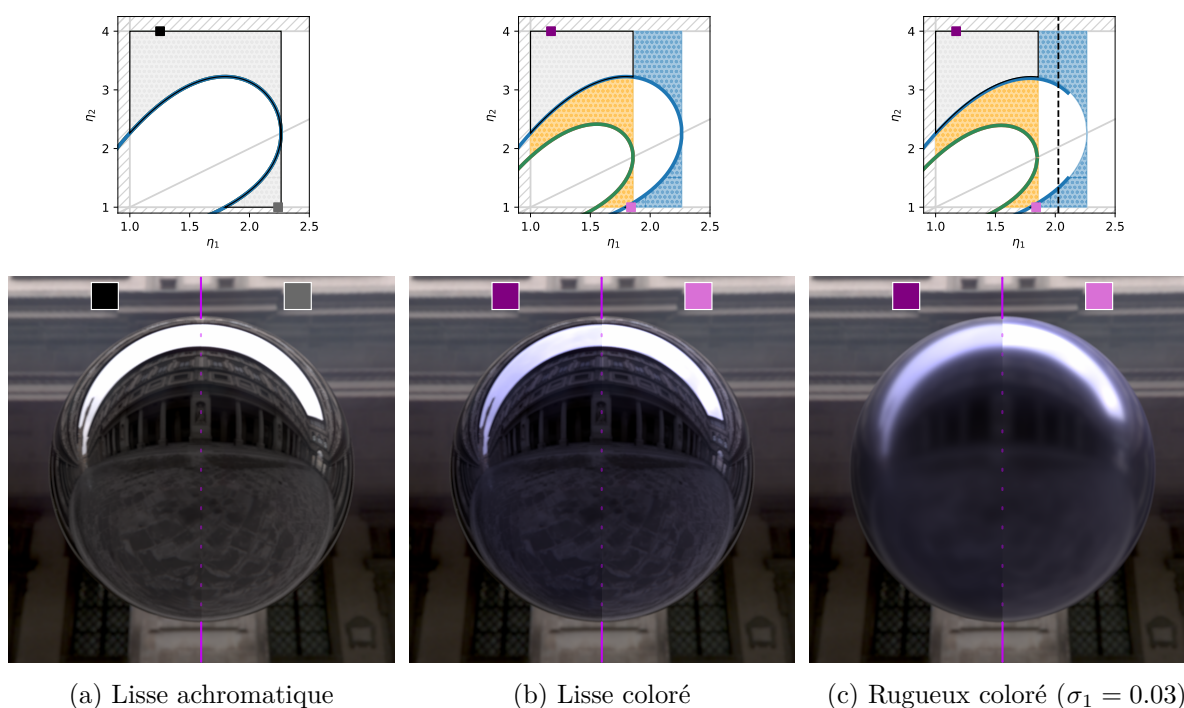 4
3
2
1
η₂
1.0 1.5 2.0 2.5
η₁
4
3
2
1
η₂
1.0 1.5 2.0 2.5
η₁
4
3
2
1
η₂
1.0 1.5 2.0 2.5
η₁
(a) Lisse achromatique
(b) Lisse coloré
(c) Rugueux coloré (σ₁ = 0.03)